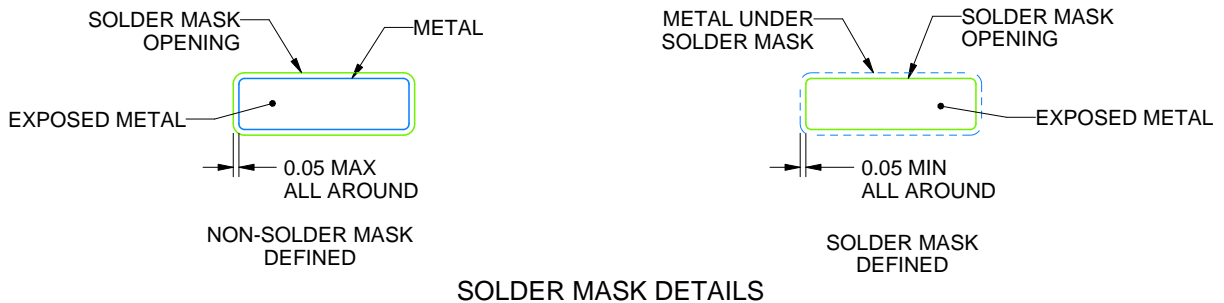 SOLDER MASK
OPENING
METAL
EXPOSED METAL
0.05 MAX
ALL AROUND
NON-SOLDER MASK
DEFINED
METAL UNDER
SOLDER MASK
SOLDER MASK
OPENING
EXPOSED METAL
0.05 MIN
ALL AROUND
SOLDER MASK
DEFINED
SOLDER MASK DETAILS